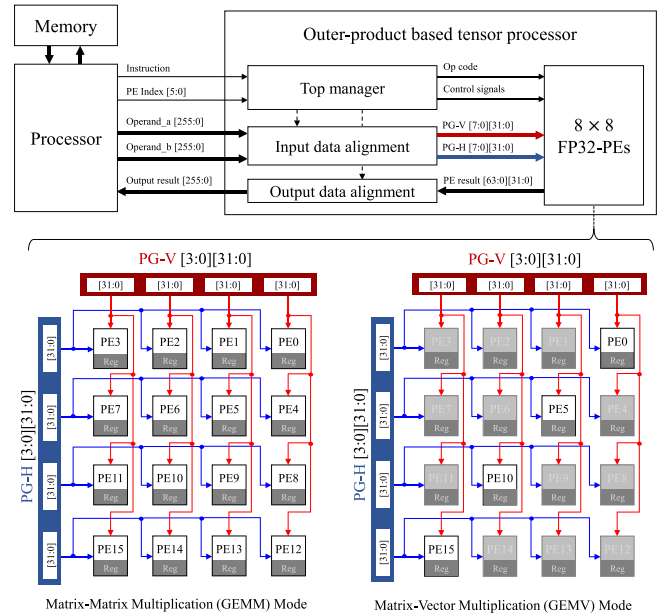 Memory
Processor
Outer-product based tensor processor
Instruction
PE Index [5:0]
Operand_a [255:0]
Operand_b [255:0]
Output result [255:0]
Top manager
Input data alignment
Output data alignment
Op code
Control signals
PG-V [7:0][31:0]
PG-H [7:0][31:0]
PE result [63:0][31:0]
8 × 8
FP32-PEs
PG-V [3:0][31:0]
[31:0] [31:0] [31:0] [31:0]
PG-H [3:0][31:0]
[31:0]
PE3 PE2 PE1 PE0
Reg Reg Reg Reg
[31:0]
PE7 PE6 PE5 PE4
Reg Reg Reg Reg
[31:0]
PE11 PE10 PE9 PE8
Reg Reg Reg Reg
[31:0]
PE15 PE14 PE13 PE12
Reg Reg Reg Reg
Matrix-Matrix Multiplication (GEMM) Mode
PG-V [3:0][31:0]
[31:0] [31:0] [31:0] [31:0]
PG-H [3:0][31:0]
[31:0]
PE3 PE2 PE1 PE0
Reg Reg Reg Reg
[31:0]
PE7 PE6 PE5 PE4
Reg Reg Reg Reg
[31:0]
PE11 PE10 PE9 PE8
Reg Reg Reg Reg
[31:0]
PE15 PE14 PE13 PE12
Reg Reg Reg Reg
Matrix-Vector Multiplication (GEMV) Mode